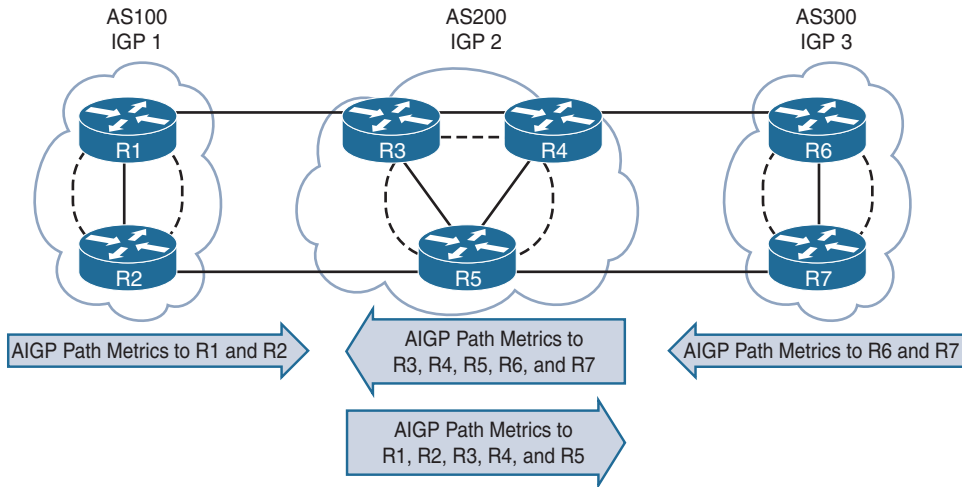 AS100
IGP 1
AS200
IGP 2
AS300
IGP 3
R1
R3
R4
R6
R2
R5
R7
AIGP Path Metrics to R1 and R2
AIGP Path Metrics to
R3, R4, R5, R6, and R7
AIGP Path Metrics to R6 and R7
AIGP Path Metrics to
R1, R2, R3, R4, and R5